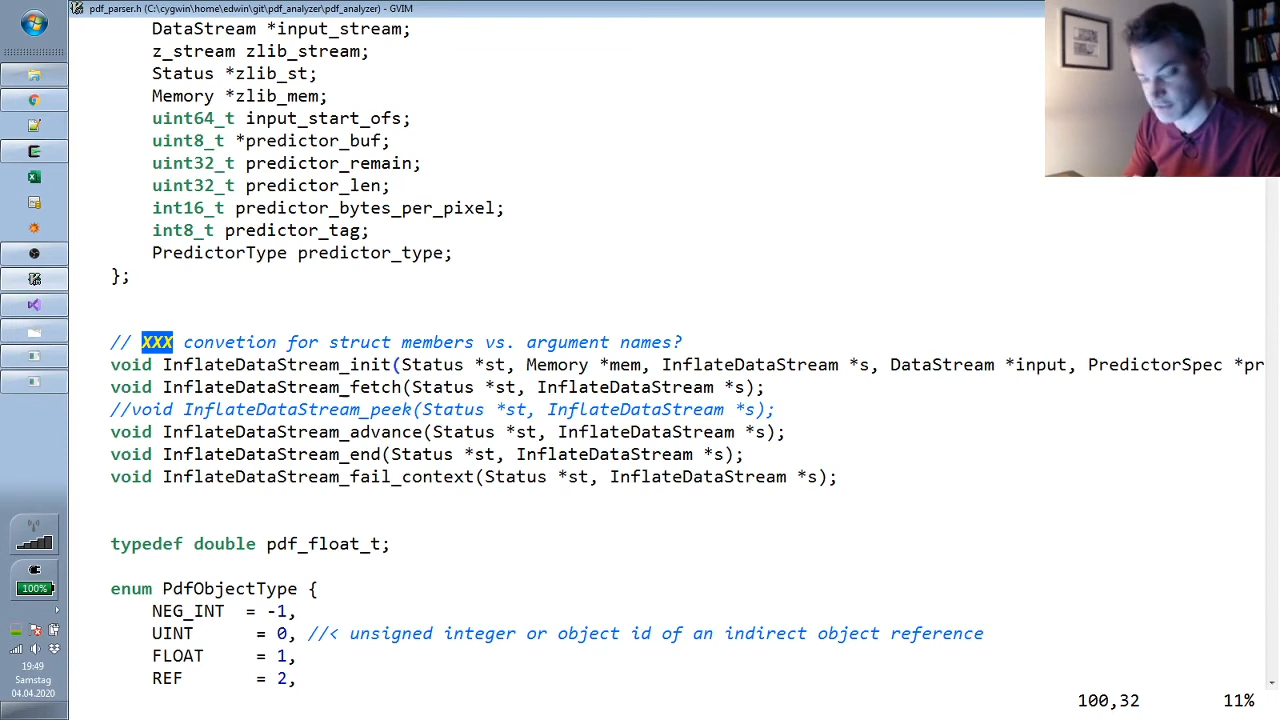 pdf_parser.h (C:\cygwin\home\edwin\git\pdf_analyzer\pdf_analyzer) - GVIM
DataStream *input_stream;
z_stream zlib_stream;
Status *zlib_st;
Memory *zlib_mem;
uint64_t input_start_ofs;
uint8_t *predictor_buf;
uint32_t predictor_remain;
uint32_t predictor_len;
int16_t predictor_bytes_per_pixel;
int8_t predictor_tag;
PredictorType predictor_type;
};
// XXX convetion for struct members vs. argument names?
void InflateDataStream_init(Status *st, Memory *mem, InflateDataStream *s, DataStream *input, PredictorSpec *pr
void InflateDataStream_fetch(Status *st, InflateDataStream *s);
//void InflateDataStream_peek(Status *st, InflateDataStream *s);
void InflateDataStream_advance(Status *st, InflateDataStream *s);
void InflateDataStream_end(Status *st, InflateDataStream *s);
void InflateDataStream_fail_context(Status *st, InflateDataStream *s);
typedef double pdf_float_t;
enum PdfObjectType {
NEG_INT = -1,
UINT = 0, //< unsigned integer or object id of an indirect object reference
FLOAT = 1,
REF = 2,
100,32 11%
100%
19:49
Samstag
04.04.2020